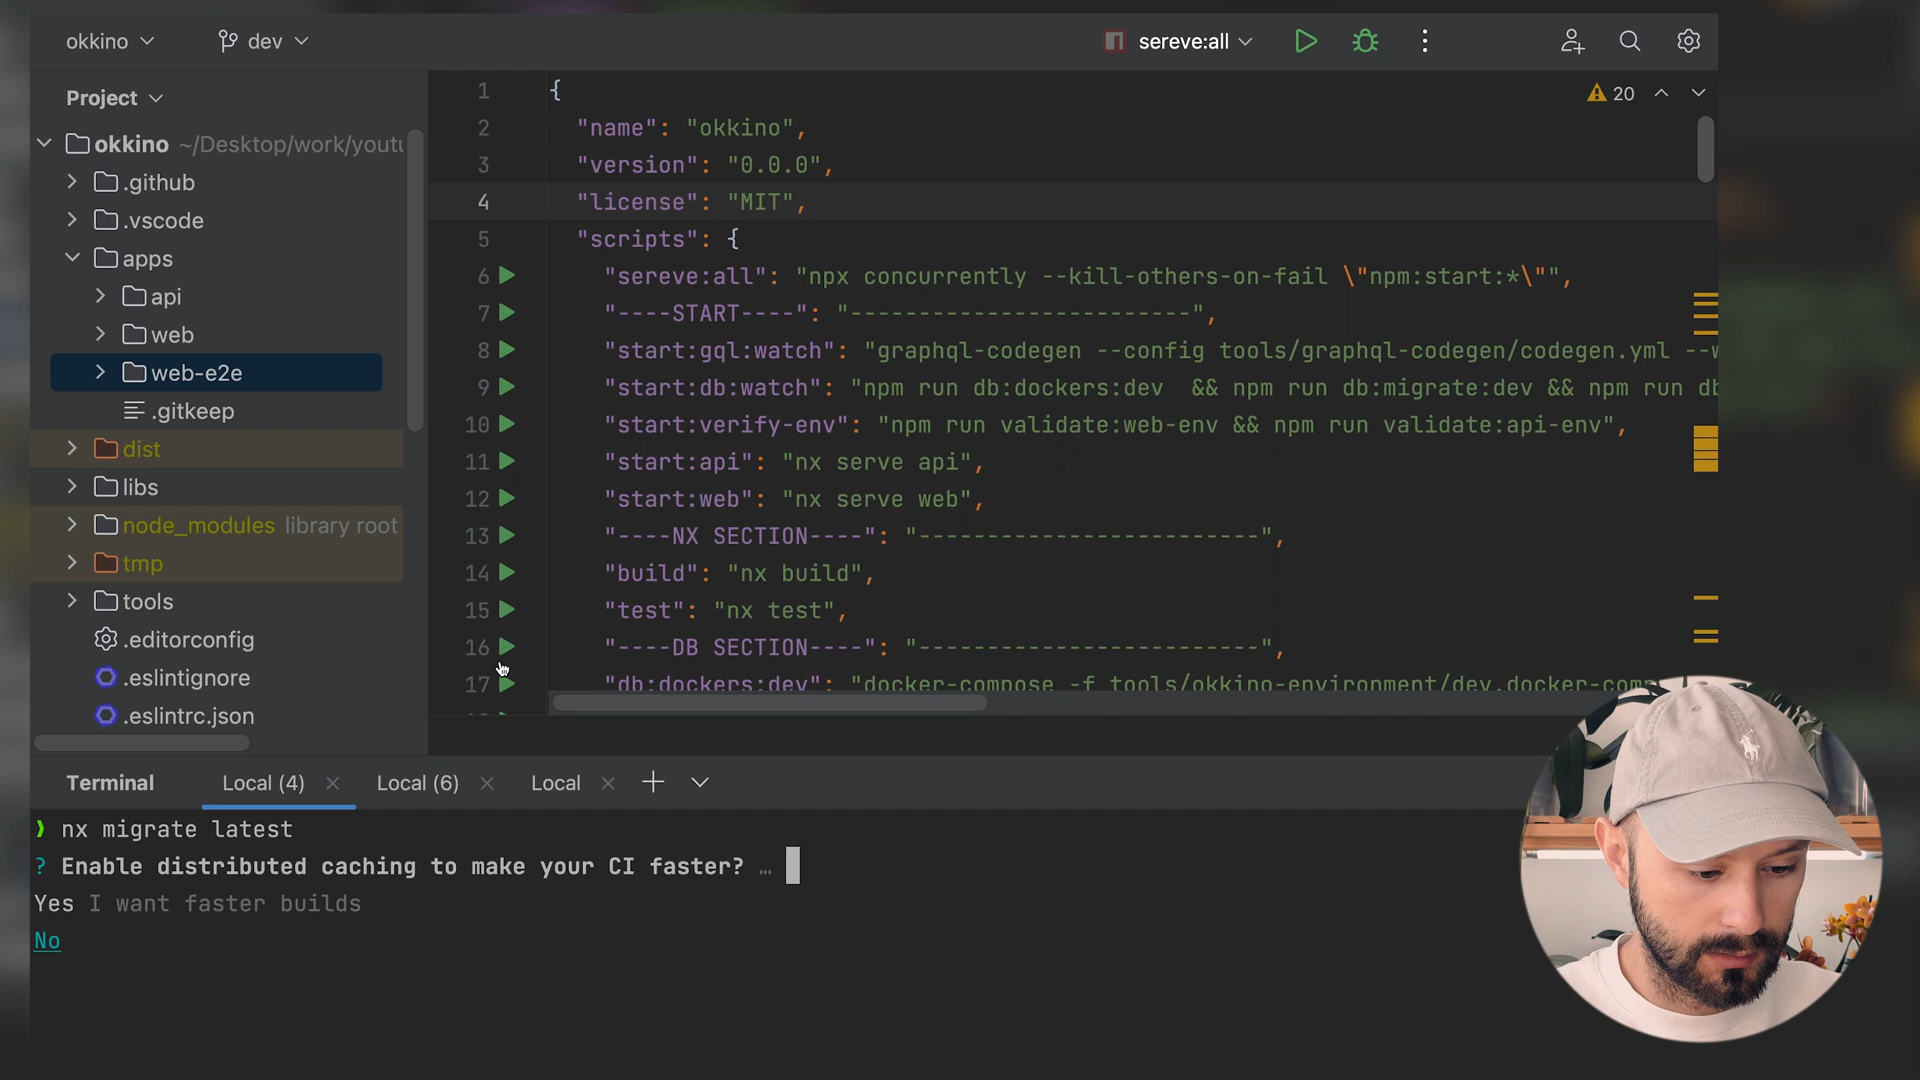 okkino
dev
sereve:all
Project
okkino ~/Desktop/work/youtu
.github
.vscode
apps
api
web
web-e2e
.gitkeep
dist
libs
node_modules library root
tmp
tools
.editorconfig
.eslintignore
.eslintrc.json
20
1 {
2 "name": "okkino",
3 "version": "0.0.0",
4 "license": "MIT",
5 "scripts": {
6 "sereve:all": "npx concurrently --kill-others-on-fail \"npm:start:*\"",
7 "----START----": "-------------------------",
8 "start:gql:watch": "graphql-codegen --config tools/graphql-codegen/codegen.yml --w
9 "start:db:watch": "npm run db:dockers:dev  && npm run db:migrate:dev && npm run db
10 "start:verify-env": "npm run validate:web-env && npm run validate:api-env",
11 "start:api": "nx serve api",
12 "start:web": "nx serve web",
13 "----NX SECTION----": "-------------------------",
14 "build": "nx build",
15 "test": "nx test",
16 "----DB SECTION----": "-------------------------",
17 "db:dockers:dev": "docker-compose -f tools/okkino-environment/dev.docker-comp
Terminal
Local (4)
Local (6)
Local
❯ nx migrate latest
? Enable distributed caching to make your CI faster? …
Yes I want faster builds
No